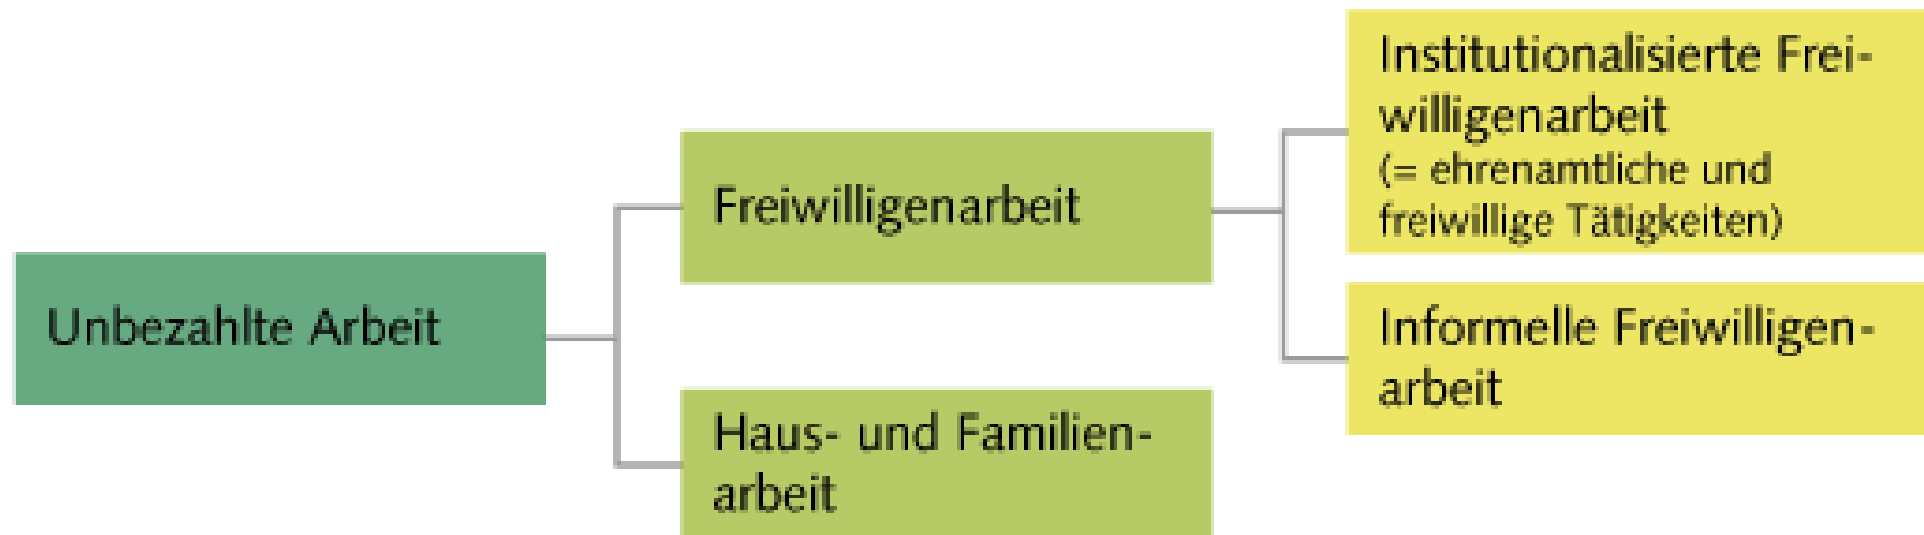 Unbezahlte Arbeit
Freiwilligenarbeit
Haus- und Familien-
arbeit
Institutionalisierte Frei-
willigenarbeit
(= ehrenamtliche und
freiwillige Tätigkeiten)
Informelle Freiwilligen-
arbeit